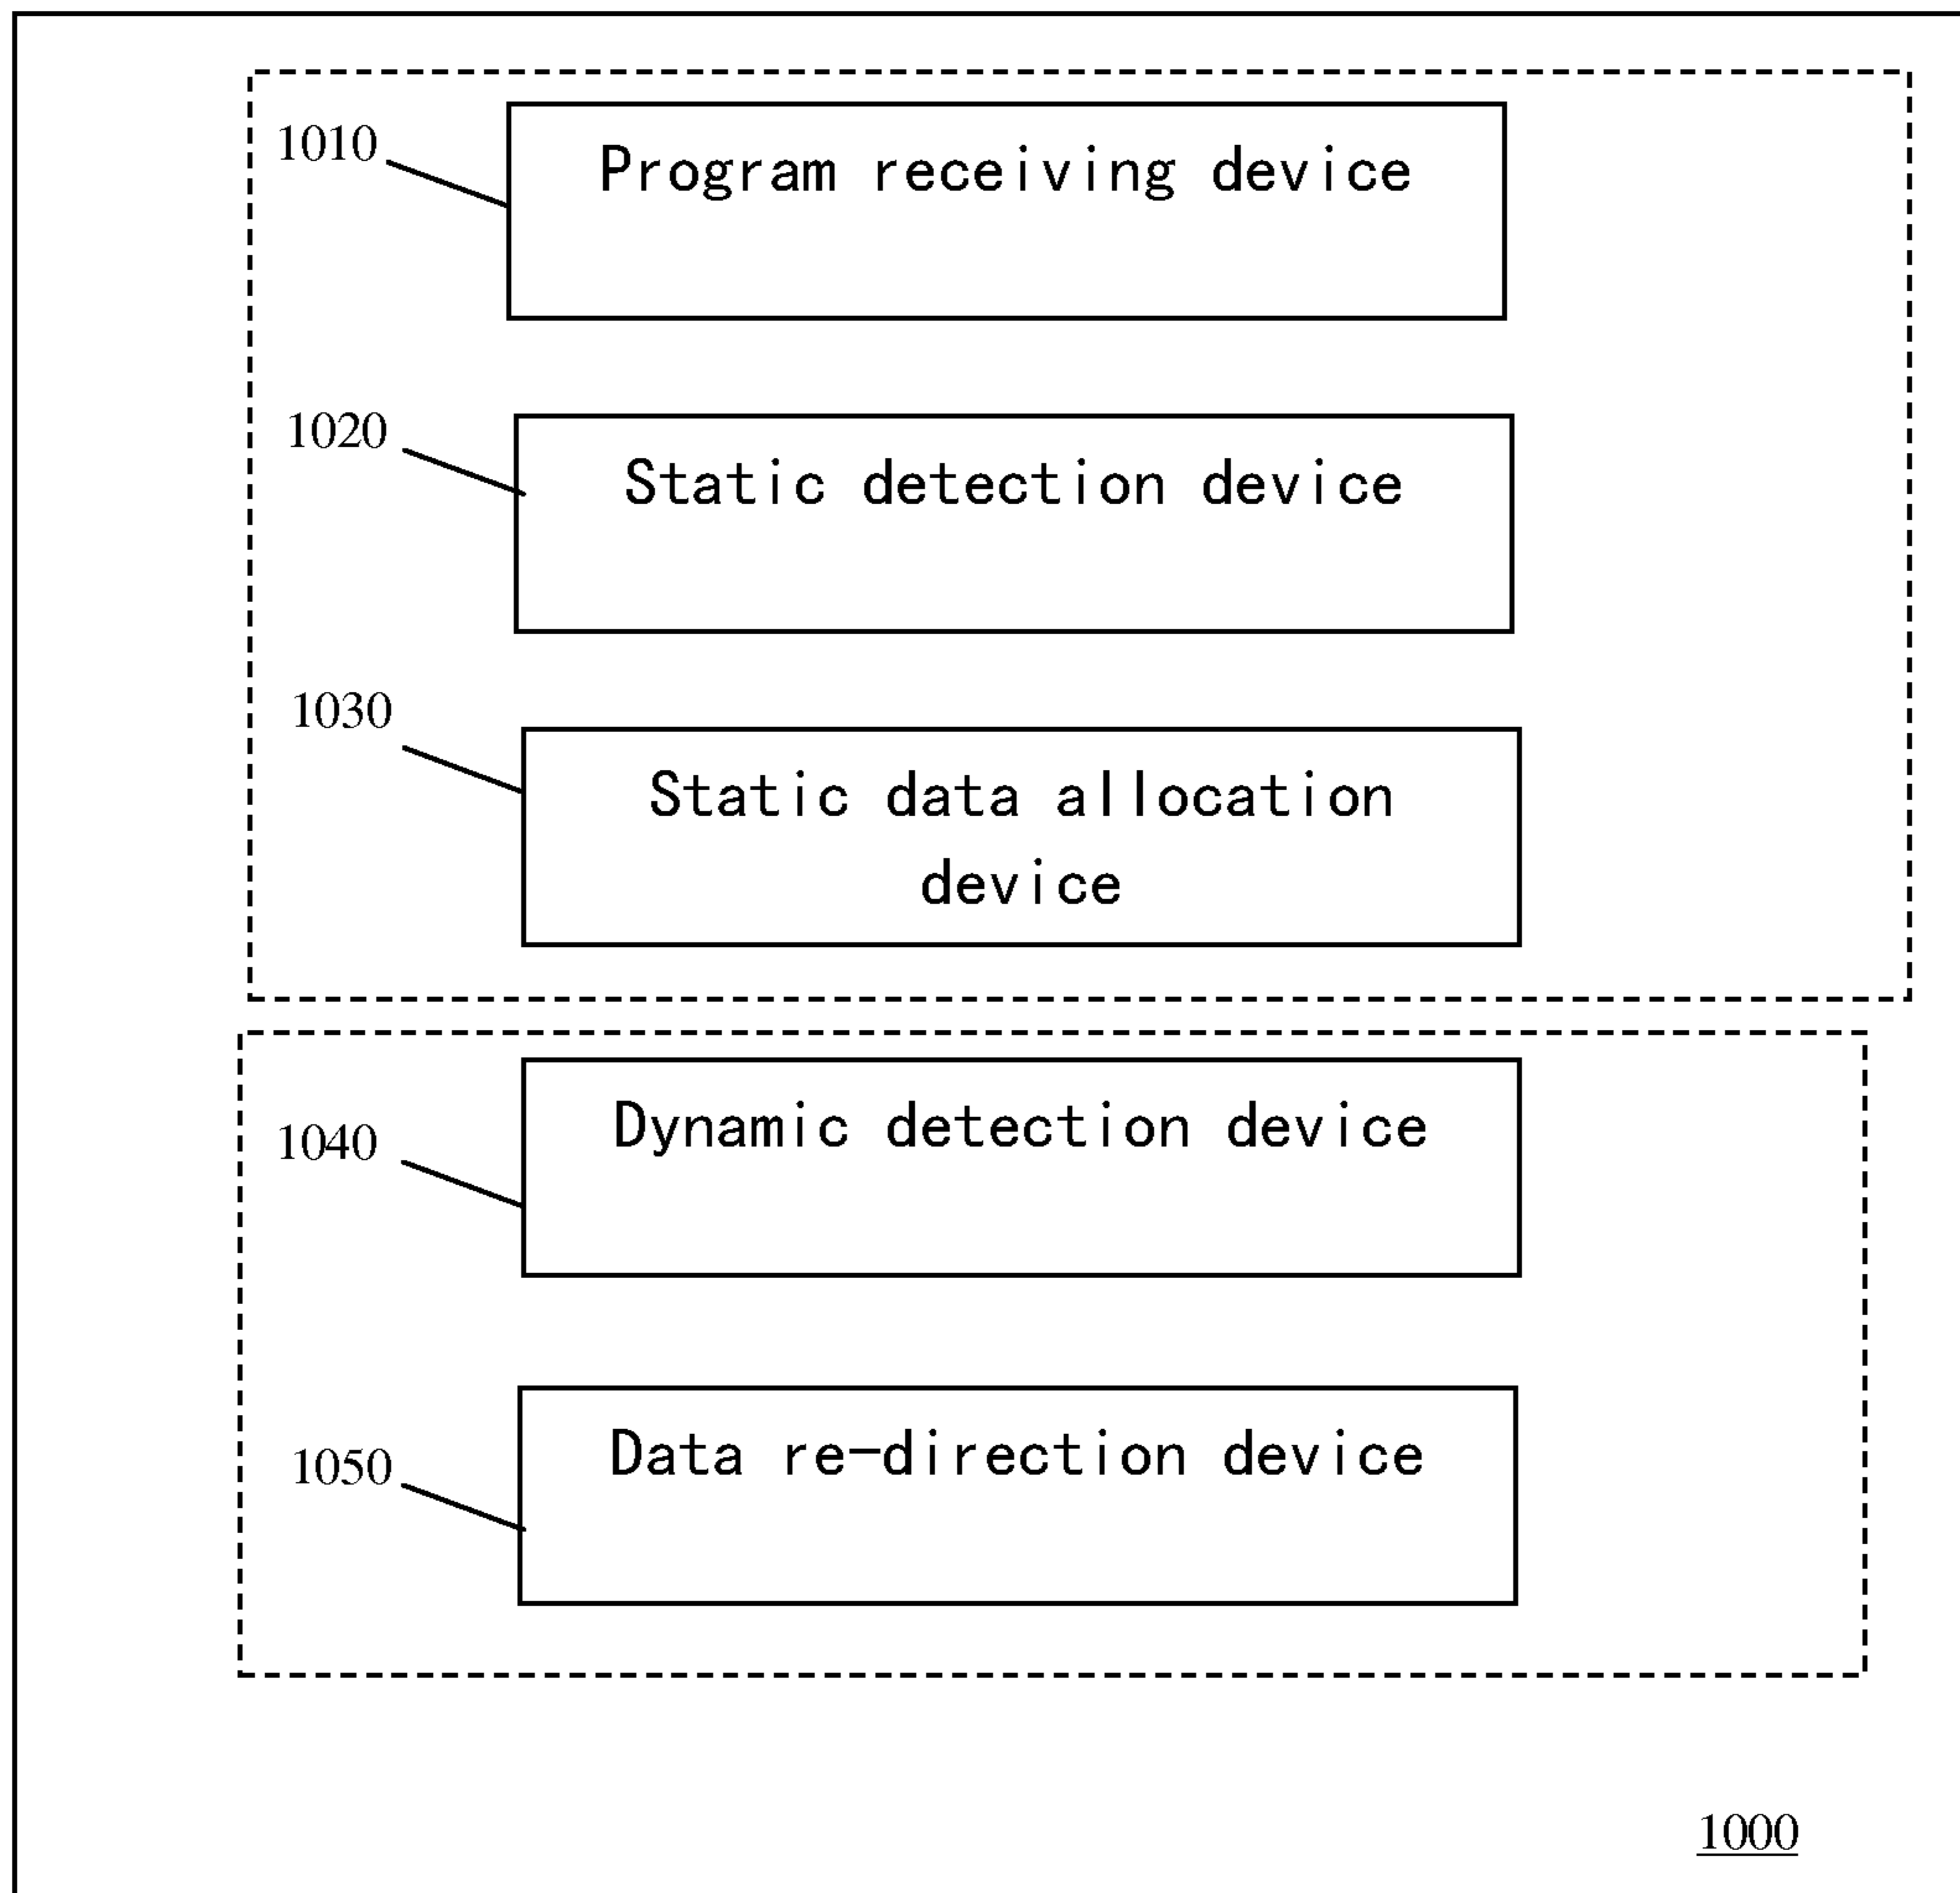 1010
Program receiving device
1020
Static detection device
1030
Static data allocation
device
1040
Dynamic detection device
1050
Data re-direction device
1000